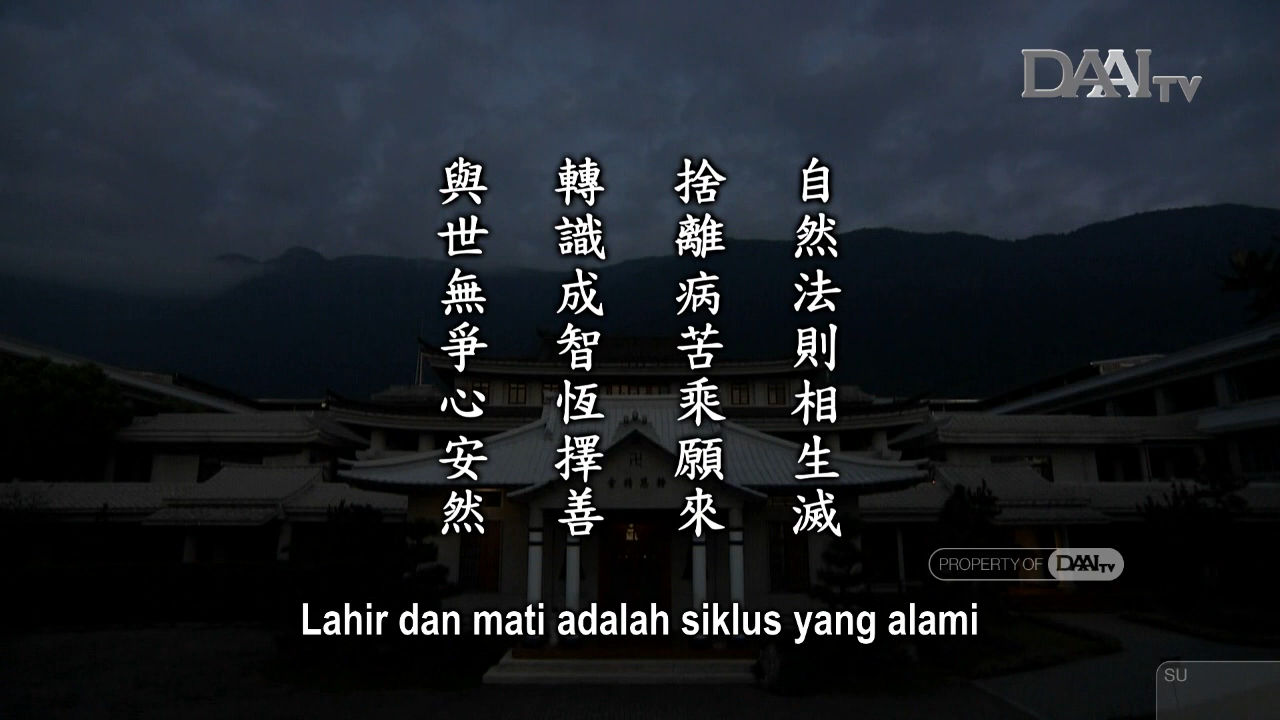 DAAI TV
自然法則相生滅
捨離病苦乘願來
轉識成智恆擇善
與世無爭心安然
PROPERTY OF DAAI TV
Lahir dan mati adalah siklus yang alami
SU